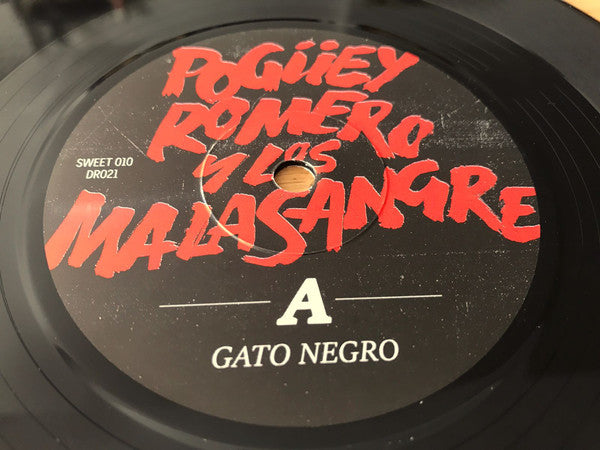 POGÜEY
ROMERO
Y LOS
MALASANGRE
SWEET 010
DR021
A
GATO NEGRO